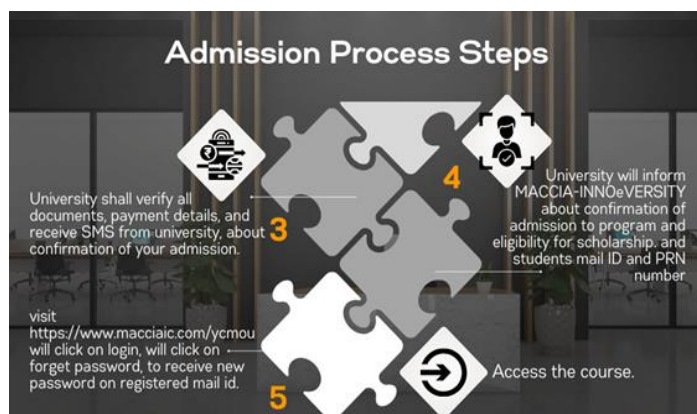 Admission Process Steps
University shall verify all
documents, payment details, and
receive SMS from university, about
confirmation of your admission.
3
4
University will inform
MACCIA-INNOeVERSITY
about confirmation of
admission to program and
eligibility for scholarship. and
students mail ID and PRN
number
visit
https://www.macciaic.com/ycmou
will click on login, will click on
forget password, to receive new
password on registered mail id.
5
Access the course.